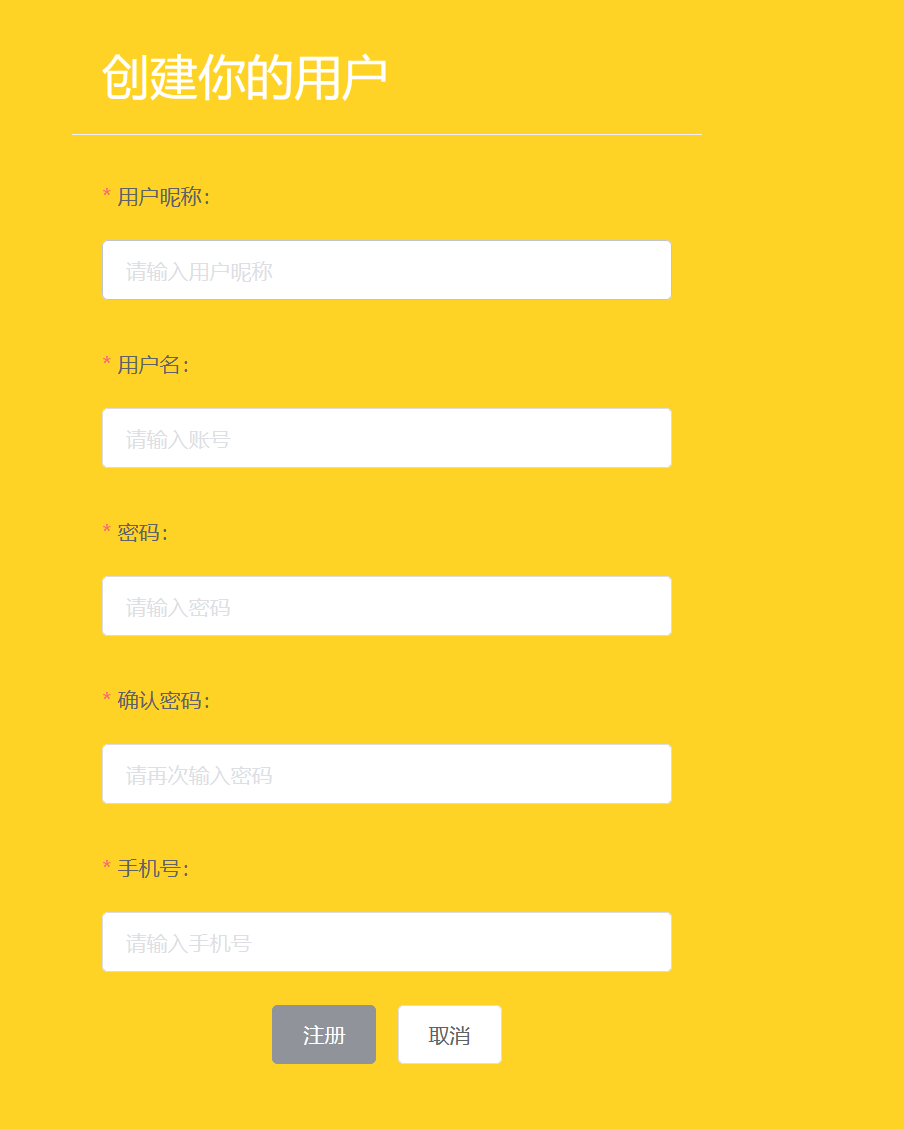 创建你的用户
* 用户昵称：
请输入用户昵称
* 用户名：
请输入账号
* 密码：
请输入密码
* 确认密码：
请再次输入密码
* 手机号：
请输入手机号
注册 取消